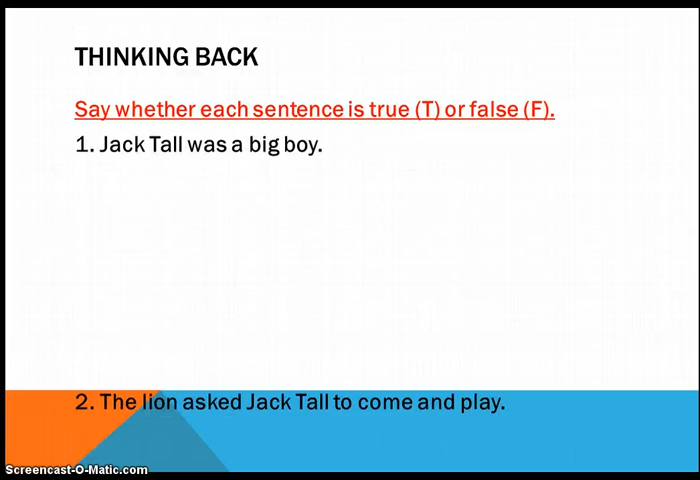 THINKING BACK
Say whether each sentence is true (T) or false (F).
1. Jack Tall was a big boy.
2. The lion asked Jack Tall to come and play.
Screencast-O-Matic.com